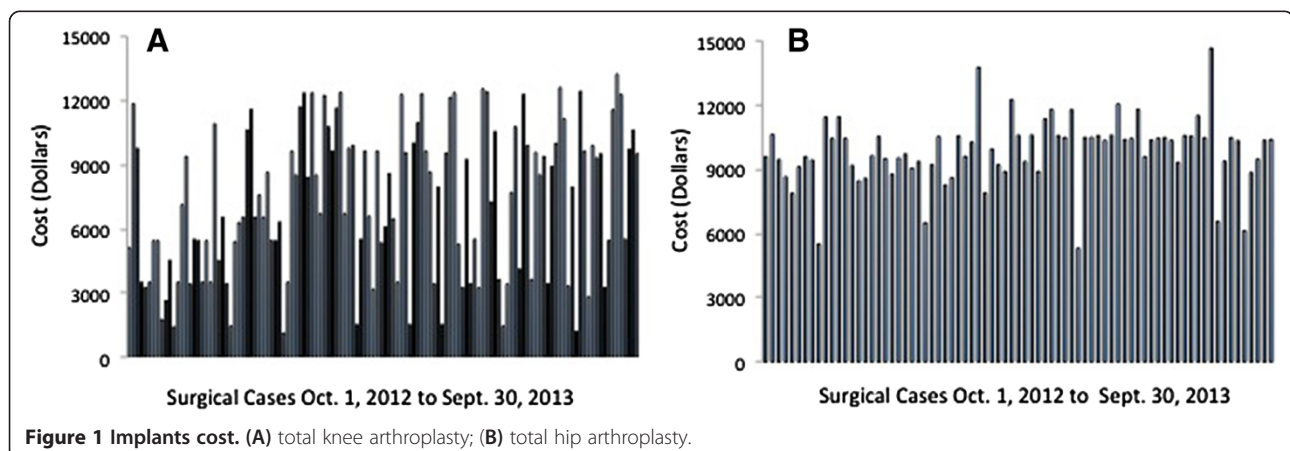 A
15000
12000
9000
6000
3000
0
Cost (Dollars)
Surgical Cases Oct. 1, 2012 to Sept. 30, 2013
B
15000
12000
9000
6000
3000
0
Cost (Dollars)
Surgical Cases Oct. 1, 2012 to Sept. 30, 2013
Figure 1 Implants cost. (A) total knee arthroplasty; (B) total hip arthroplasty.